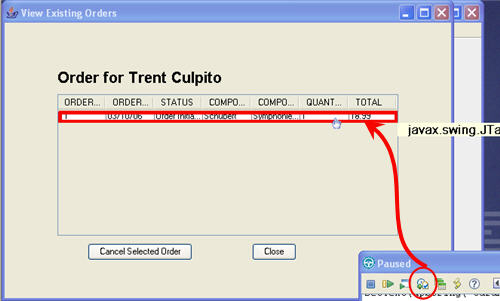 View Existing Orders
Order for Trent Culpito
ORDER... ORDER... STATUS COMPO... COMPO... QUANT... TOTAL
1 03/10/06 Order Initia... Schubert Symphonie... 1 18.99
javax.swing.JTa
Cancel Selected Order Close
Paused